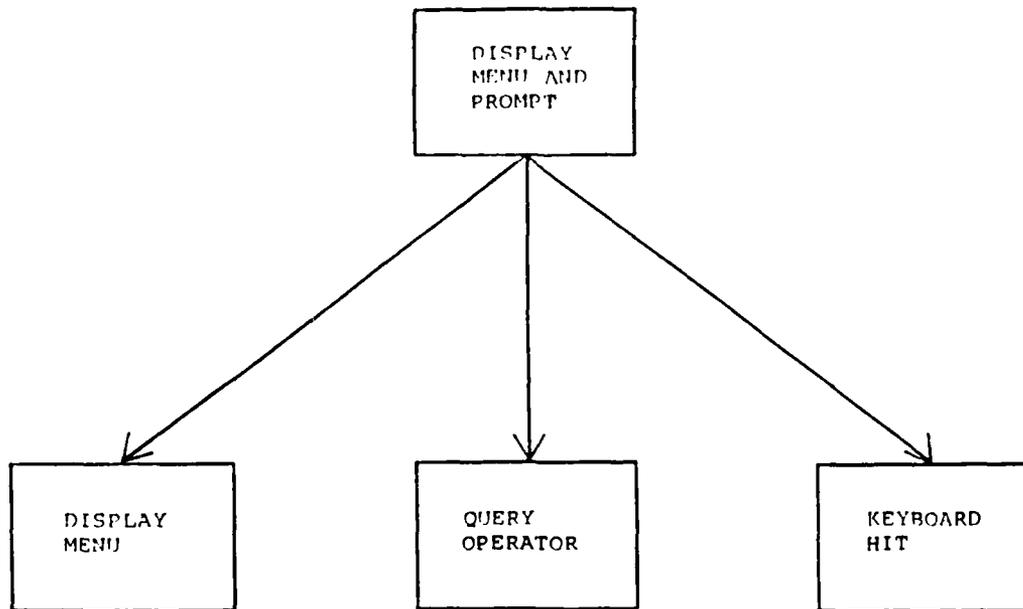 DISPLAY
MENU AND
PROMPT
DISPLAY
MENU
QUERY
OPERATOR
KEYBOARD
HIT